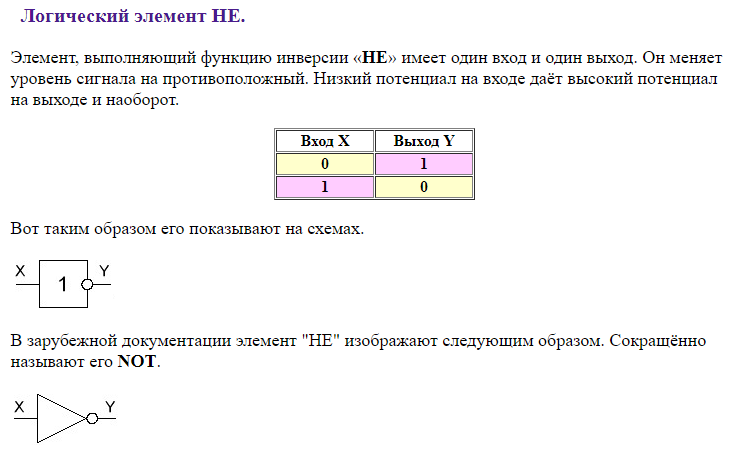 Логический элемент НЕ.
Элемент, выполняющий функцию инверсии «НЕ» имеет один вход и один выход. Он меняет
уровень сигнала на противоположный. Низкий потенциал на входе даёт высокий потенциал
на выходе и наоборот.
Вход X Выход Y
0 1
1 0
Вот таким образом его показывают на схемах.
X 1 Y
В зарубежной документации элемент "НЕ" изображают следующим образом. Сокращённо
называют его NOT.
X Y